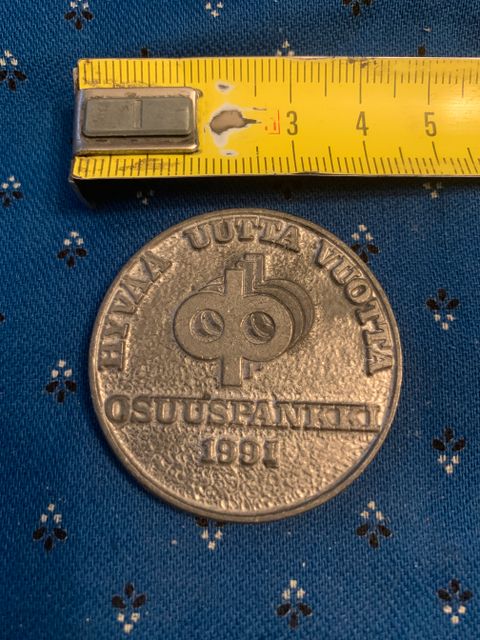 3 4 5
HYVÄÄ UUTTA VUOTTA
OSUUSPANKKI
1991